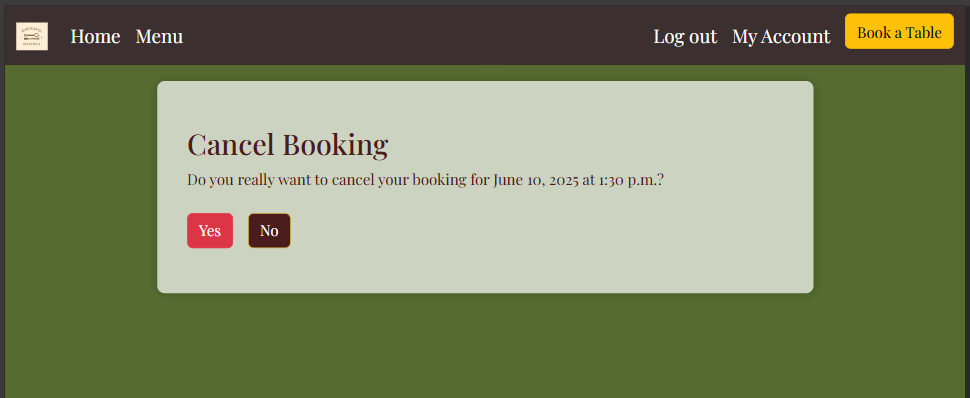 Home Menu Log out My Account Book a Table
Cancel Booking
Do you really want to cancel your booking for June 10, 2025 at 1:30 p.m.?
Yes No